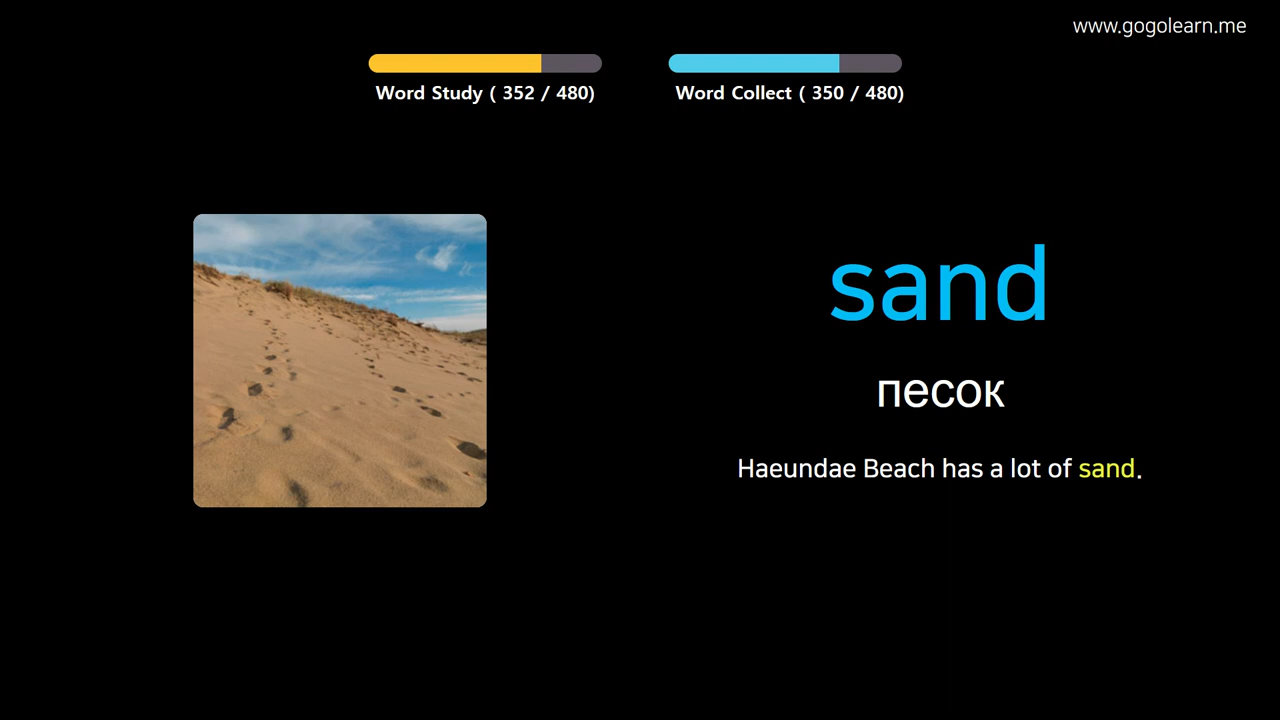 www.gogolearn.me
Word Study ( 352 / 480)
Word Collect ( 350 / 480)
sand
песок
Haeundae Beach has a lot of sand.